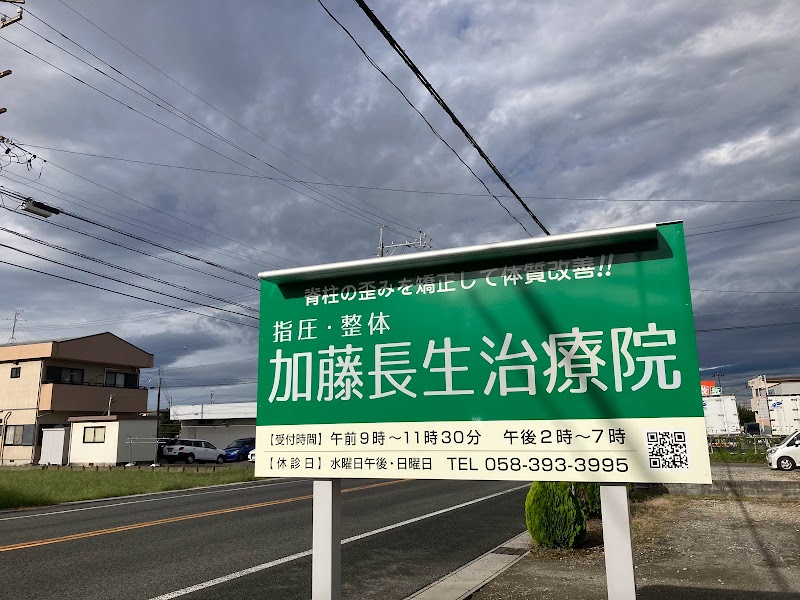 脊柱の歪みを矯正して体質改善!!
指圧・整体
加藤長生治療院
【受付時間】午前9時〜11時30分 午後2時〜7時
【休診日】水曜日午後・日曜日 TEL 058-393-3995